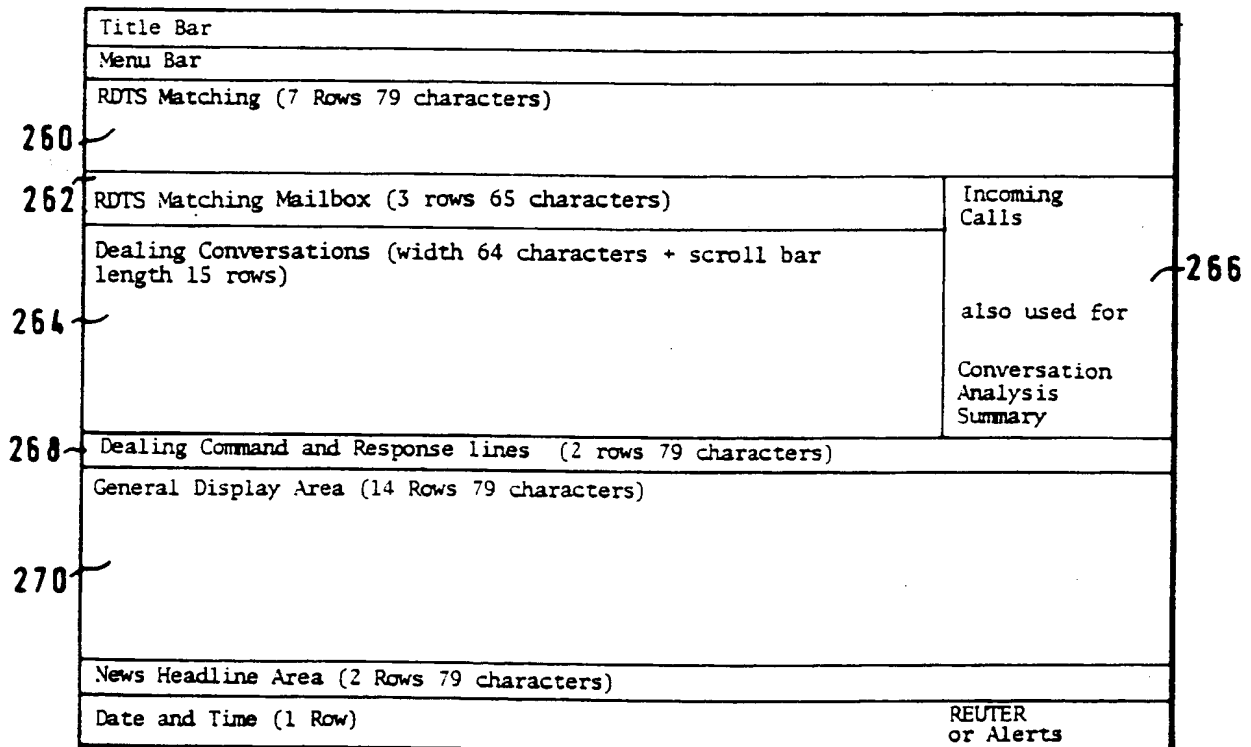 Title Bar
Menu Bar
RDTS Matching (7 Rows 79 characters)
260
262
RDTS Matching Mailbox (3 rows 65 characters)
Incoming
Calls
Dealing Conversations (width 64 characters + scroll bar
length 15 rows)
266
264
also used for
Conversation
Analysis
Summary
268
Dealing Command and Response lines (2 rows 79 characters)
General Display Area (14 Rows 79 characters)
270
News Headline Area (2 Rows 79 characters)
Date and Time (1 Row)
REUTER
or Alerts